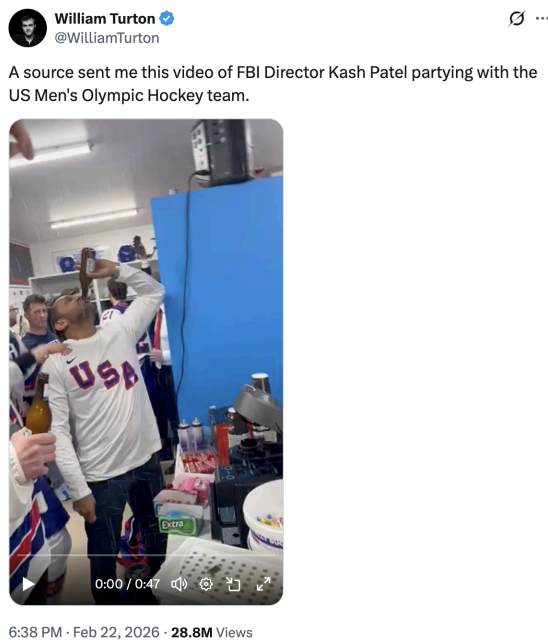 William Turton
@WilliamTurton
A source sent me this video of FBI Director Kash Patel partying with the
US Men's Olympic Hockey team.
USA
Extra
0:00 / 0:47
6:38 PM · Feb 22, 2026 · 28.8M Views